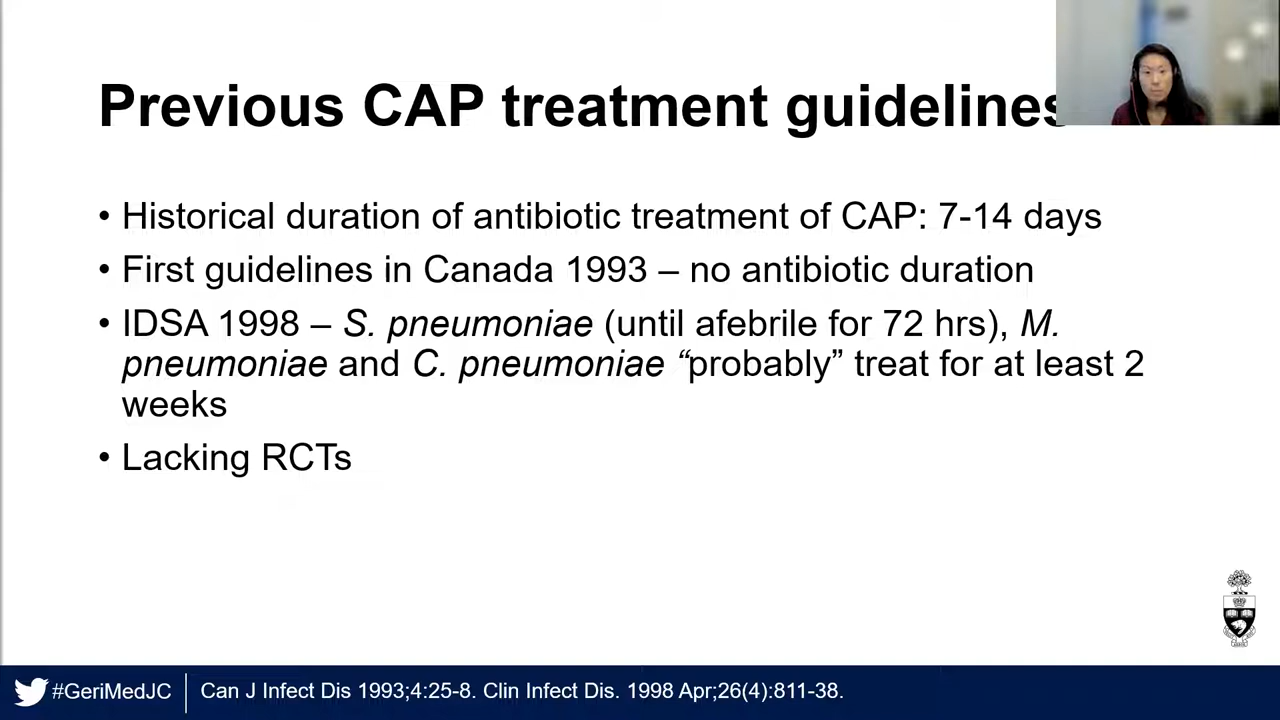 Previous CAP treatment guidelines
• Historical duration of antibiotic treatment of CAP: 7-14 days
• First guidelines in Canada 1993 – no antibiotic duration
• IDSA 1998 – S. pneumoniae (until afebrile for 72 hrs), M.
pneumoniae and C. pneumoniae “probably” treat for at least 2
weeks
• Lacking RCTs
#GeriMedJC
Can J Infect Dis 1993;4:25-8. Clin Infect Dis. 1998 Apr;26(4):811-38.